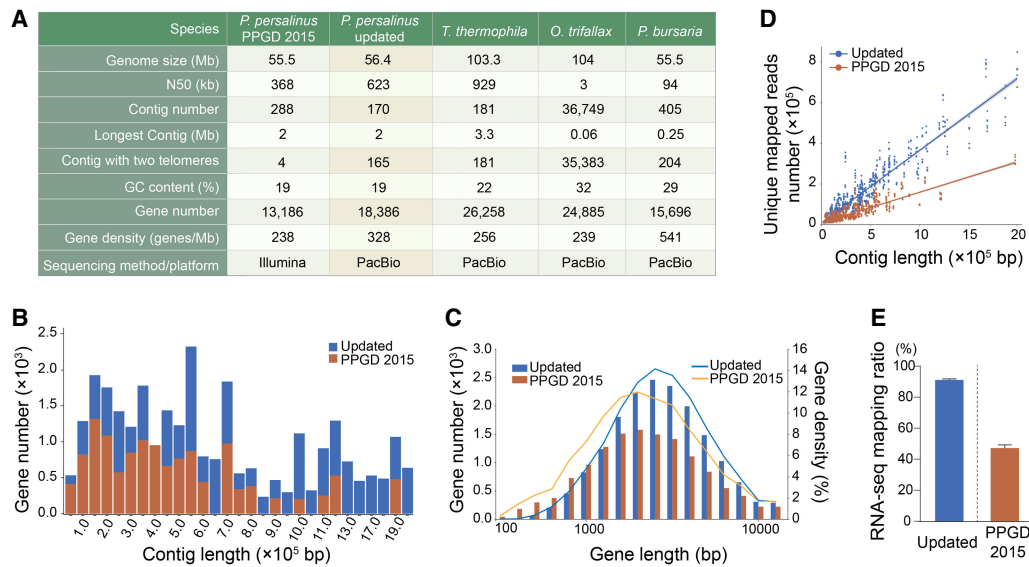 A
Species
P. persalinus PPGD 2015
P. persalinus updated
T. thermophila
O. trifallax
P. bursaria
Genome size (Mb) 55.5 56.4 103.3 104 55.5
N50 (kb) 368 623 929 3 94
Contig number 288 170 181 36,749 405
Longest Contig (Mb) 2 2 3.3 0.06 0.25
Contig with two telomeres 4 165 181 35,383 204
GC content (%) 19 19 22 32 29
Gene number 13,186 18,386 26,258 24,885 15,696
Gene density (genes/Mb) 238 328 256 239 541
Sequencing method/platform Illumina PacBio PacBio PacBio PacBio
D
Unique mapped reads
number (×10⁵)
8
6
4
2
0
Updated
PPGD 2015
0 5 10 15 20
Contig length (×10⁵ bp)
B
Gene number (×10³)
2.5
2.0
1.5
1.0
0.5
0.0
Updated
PPGD 2015
1.0 2.0 3.0 4.0 5.0 6.0 7.0 8.0 9.0 10.0 11.0 13.0 17.0 19.0
Contig length (×10⁵ bp)
C
Gene number (×10³)
3.0
2.5
2.0
1.5
1.0
0.5
0.0
Updated
PPGD 2015
Updated
PPGD 2015
16
14
12
10
8
6
4
2
0
Gene density (%)
100 1000 10000
Gene length (bp)
E
RNA-seq mapping ratio
(%)
100
80
60
40
20
0
Updated
PPGD
2015